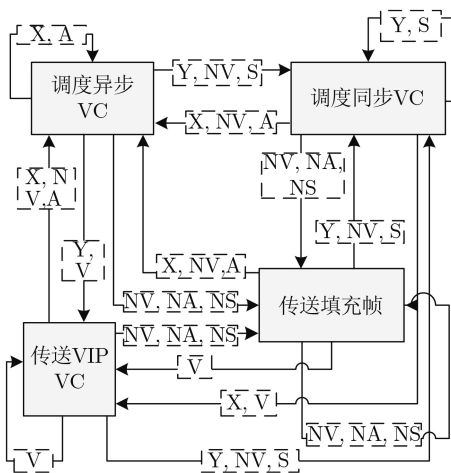 X, A
Y, S
调度异步
VC
Y, NV, S
调度同步VC
X, NV, A
X, N
V,A
NV, NA,
NS
Y,
V
Y, NV, S
X, NV,A
NV, NA, NS
传送填充帧
传送VIP
VC
NV, NA, NS
V
X, V
V
Y, NV, S
NV, NA, NS